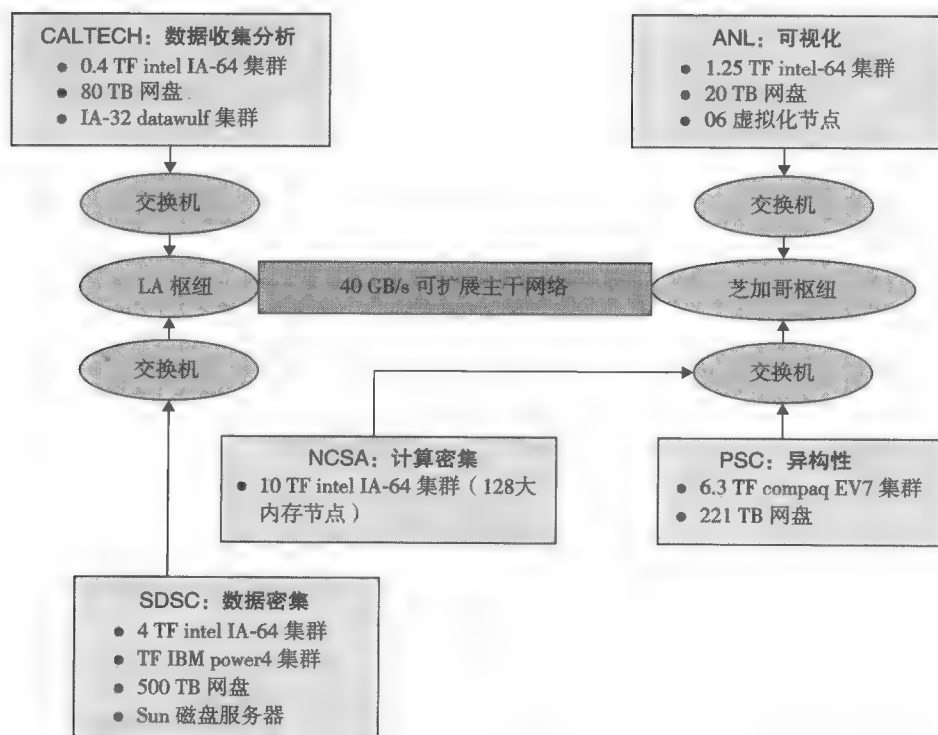 CALTECH：数据收集分析
● 0.4 TF intel IA-64 集群
● 80 TB 网盘
● IA-32 datawulf 集群
ANL：可视化
● 1.25 TF intel-64 集群
● 20 TB 网盘
● 06 虚拟化节点
交换机
交换机
LA 枢纽
40 GB/s 可扩展主干网络
芝加哥枢纽
交换机
交换机
NCSA：计算密集
● 10 TF intel IA-64 集群（128大
内存节点）
PSC：异构性
● 6.3 TF compaq EV7 集群
● 221 TB 网盘
SDSC：数据密集
● 4 TF intel IA-64 集群
● TF IBM power4 集群
● 500 TB 网盘
● Sun 磁盘服务器